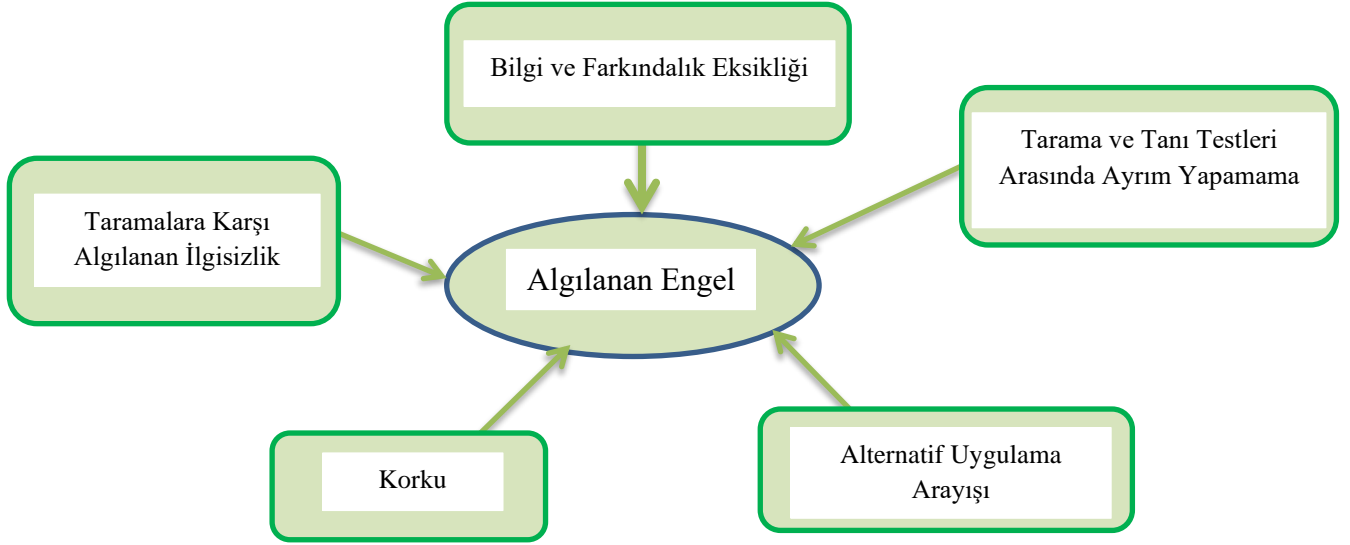 Bilgi ve Farkındalık Eksikliği
Tarama ve Tanı Testleri
Arasında Ayrım Yapamama
Taramalara Karşı
Algılanan İlgisizlik
Algılanan Engel
Korku
Alternatif Uygulama
Arayışı